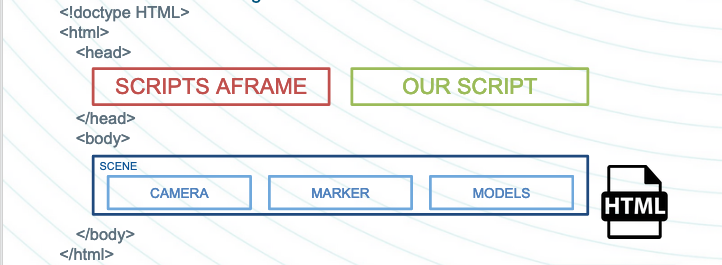 <!doctype HTML>
<html>
<head>
SCRIPTS AFRAME OUR SCRIPT
</head>
<body>
SCENE
CAMERA MARKER MODELS
HTML
</body>
</html>